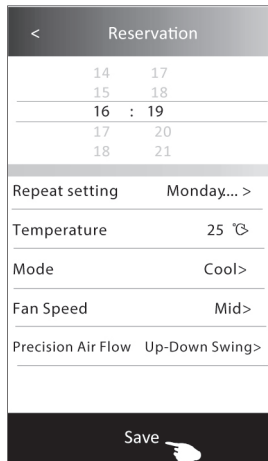 < Reservation
14 17
15 18
16 : 19
17 20
18 21
Repeat setting Monday.... >
Temperature 25 ℃>
Mode Cool>
Fan Speed Mid>
Precision Air Flow Up-Down Swing>
Save